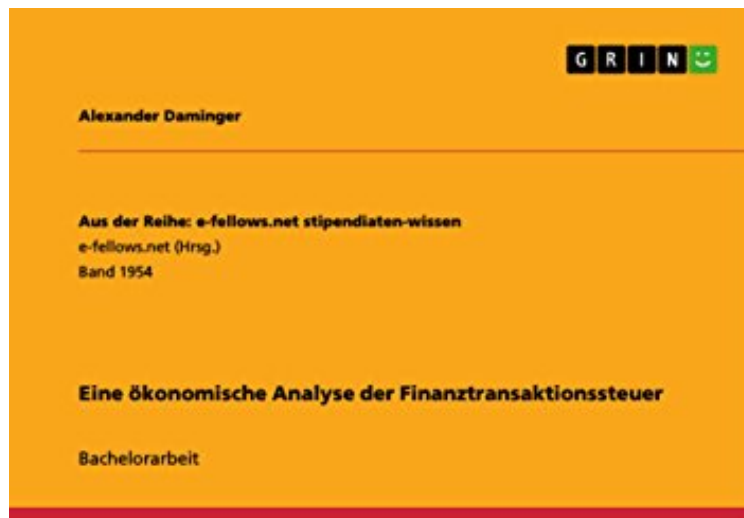 GRIN
Alexander Daminger
Aus der Reihe: e-fellows.net stipendiaten-wissen
e-fellows.net (Hrsg.)
Band 1954
Eine ökonomische Analyse der Finanztransaktionssteuer
Bachelorarbeit